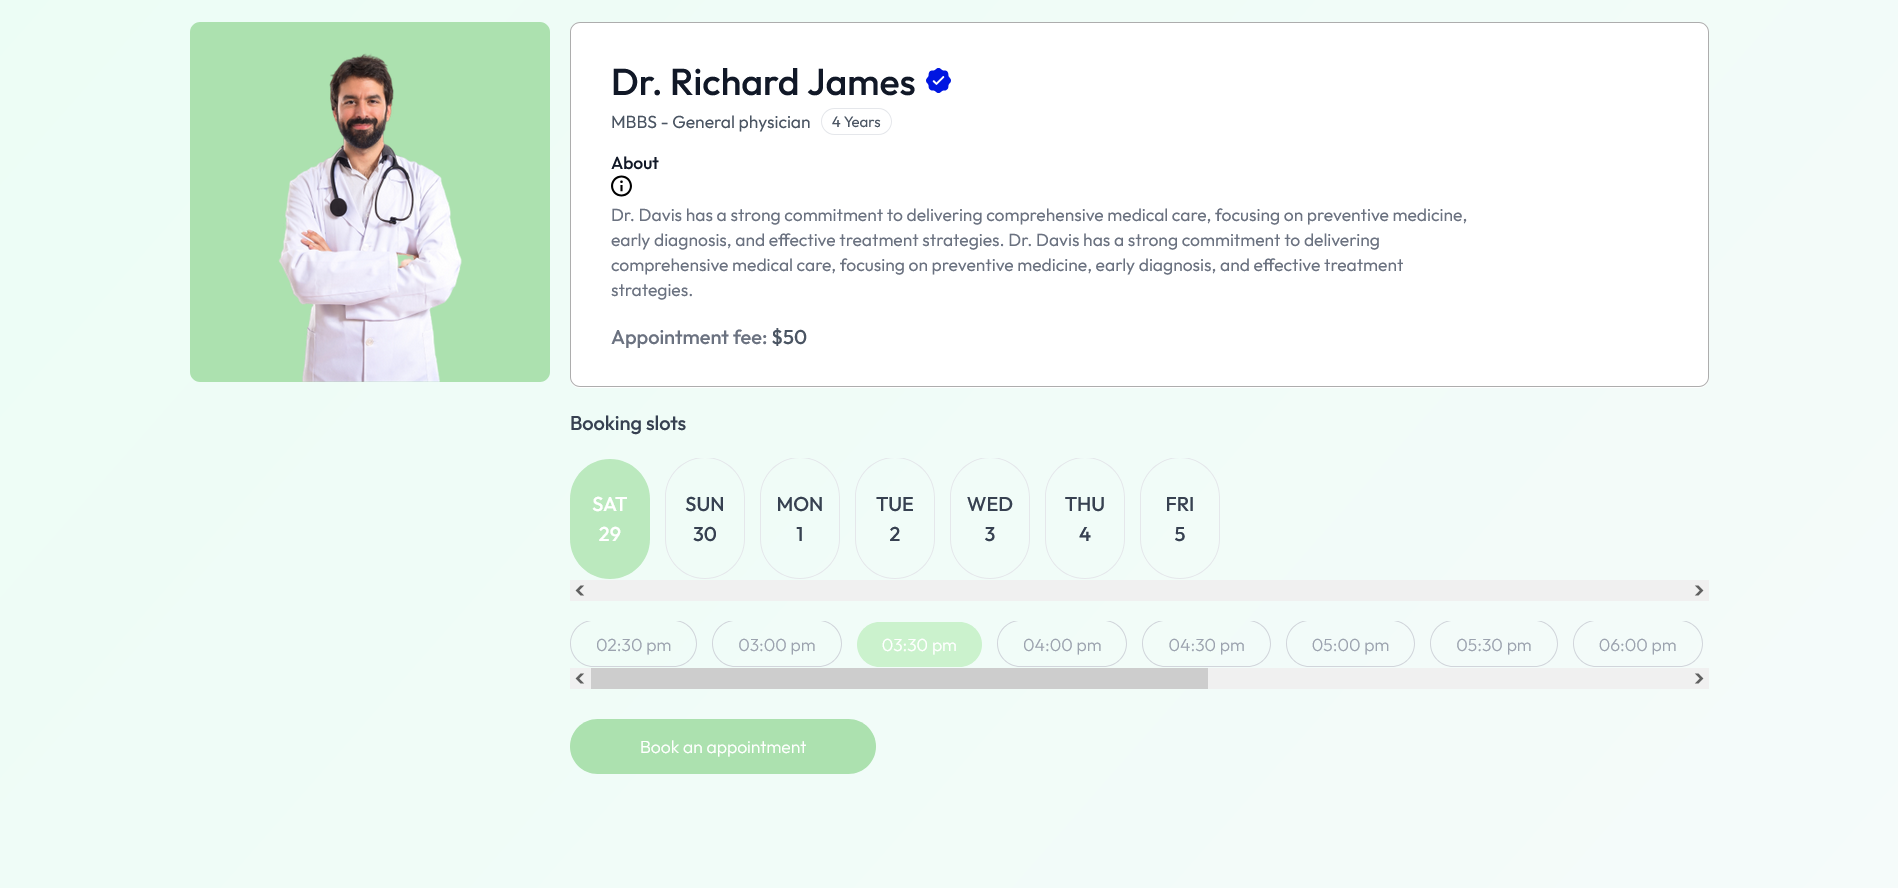 Dr. Richard James
MBBS - General physician 4 Years
About
Dr. Davis has a strong commitment to delivering comprehensive medical care, focusing on preventive medicine,
early diagnosis, and effective treatment strategies. Dr. Davis has a strong commitment to delivering
comprehensive medical care, focusing on preventive medicine, early diagnosis, and effective treatment
strategies.
Appointment fee: $50
Booking slots
SAT SUN MON TUE WED THU FRI
29 30 1 2 3 4 5
02:30 pm 03:00 pm 03:30 pm 04:00 pm 04:30 pm 05:00 pm 05:30 pm 06:00 pm
Book an appointment